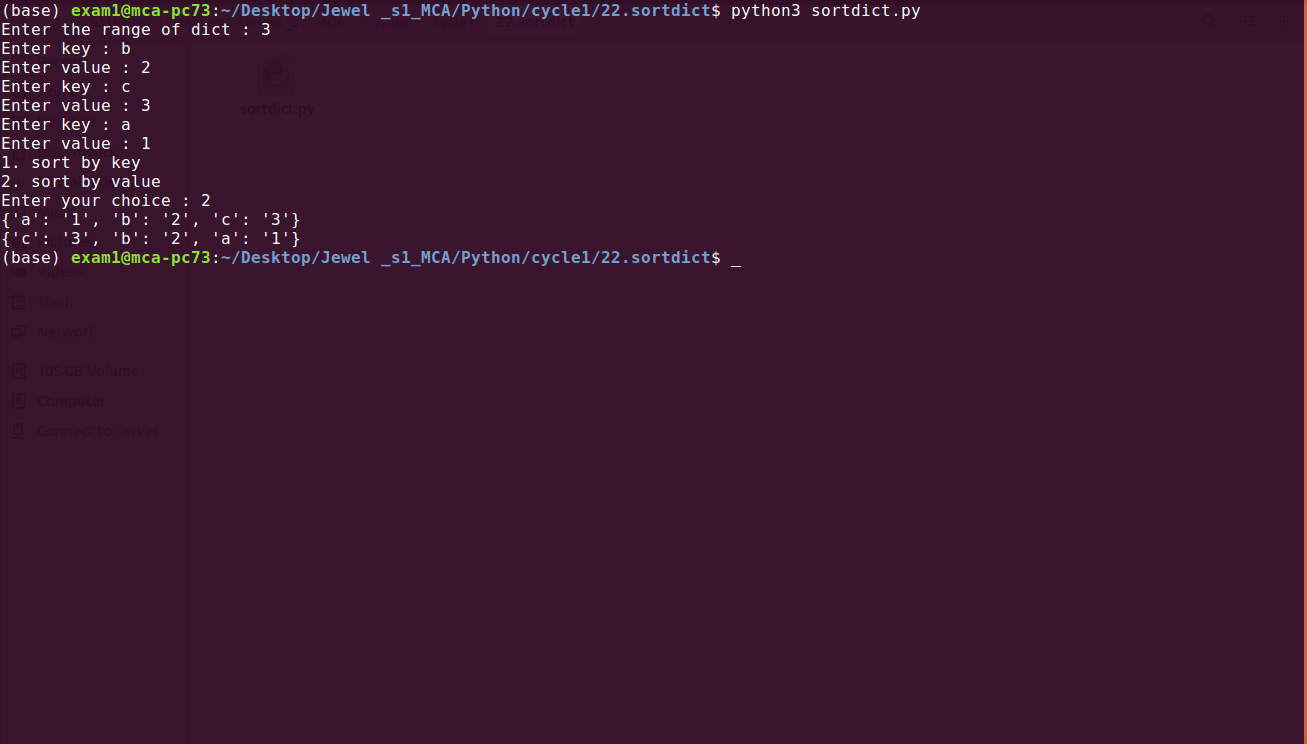 (base) exam1@mca-pc73:~/Desktop/Jewel _s1_MCA/Python/cycle1/22.sortdict$ python3 sortdict.py
Enter the range of dict : 3
Enter key : b
Enter value : 2
Enter key : c
Enter value : 3
Enter key : a
Enter value : 1
1. sort by key
2. sort by value
Enter your choice : 2
{'a': '1', 'b': '2', 'c': '3'}
{'c': '3', 'b': '2', 'a': '1'}
(base) exam1@mca-pc73:~/Desktop/Jewel _s1_MCA/Python/cycle1/22.sortdict$ _
sortdict.py
Videos
Trash
Network
105 GB Volume
Computer
Connect to Server